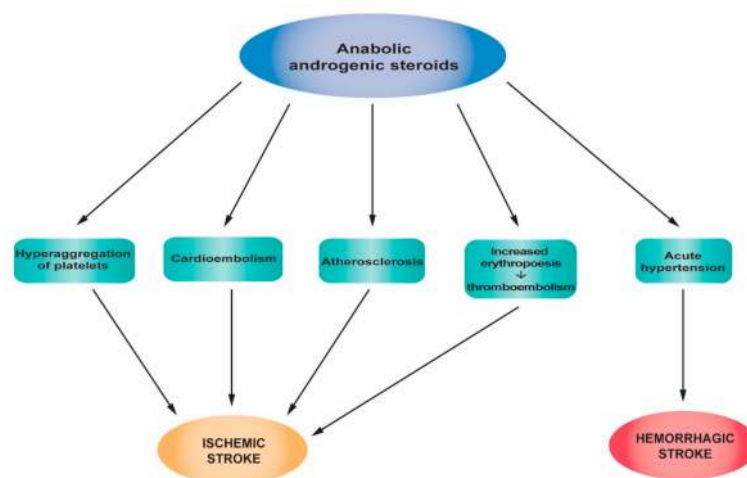 Anabolic
androgenic steroids
Hyperaggregation
of platelets
Cardioembolism
Atherosclerosis
Increased
erythropoesis
↓
thromboembolism
Acute
hypertension
ISCHEMIC
STROKE
HEMORRHAGIC
STROKE